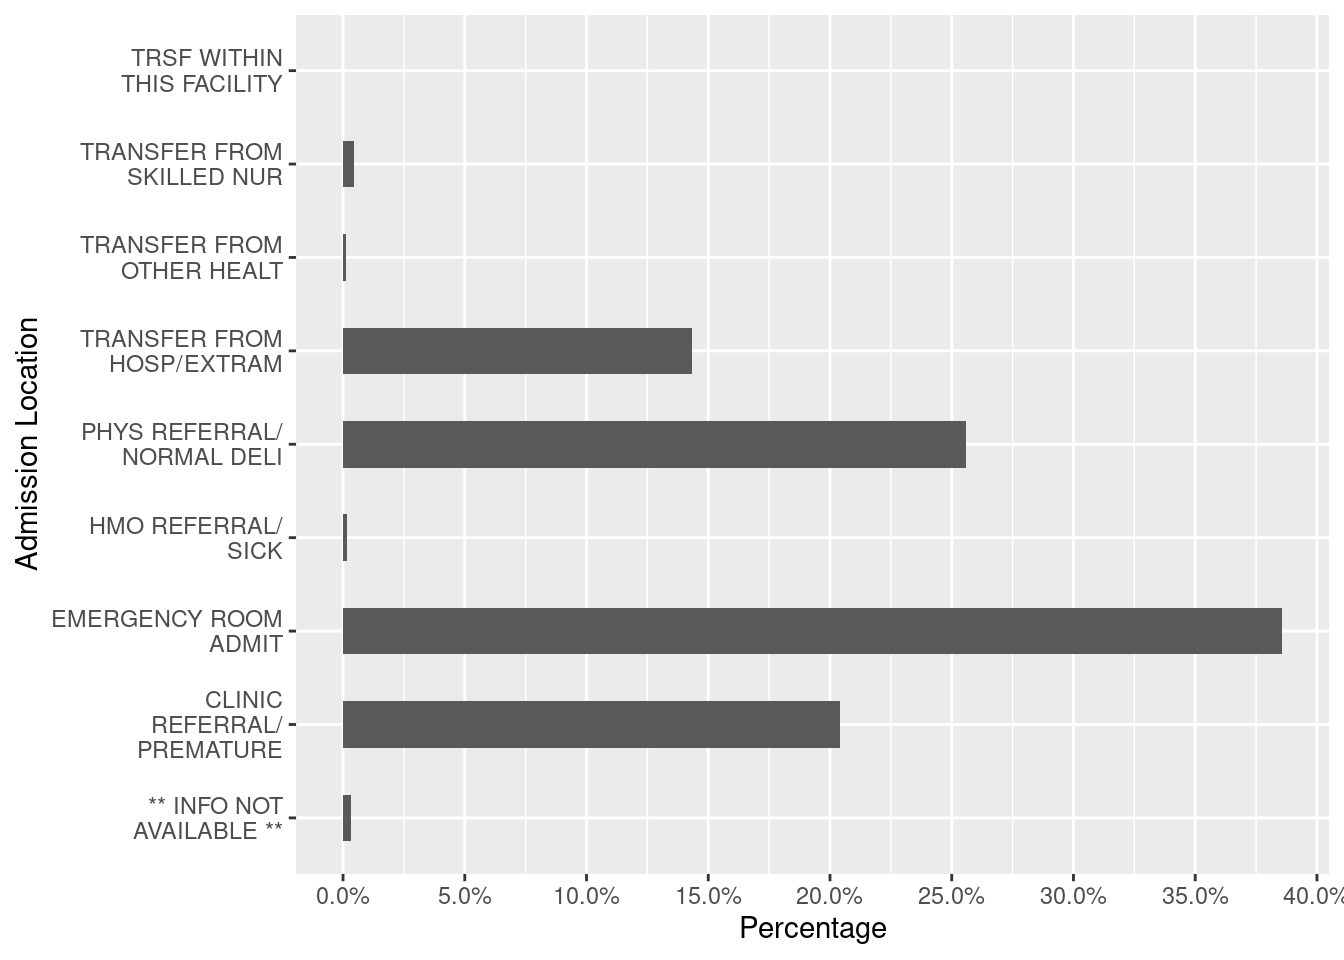 TRSF WITHIN
THIS FACILITY
TRANSFER FROM
SKILLED NUR
TRANSFER FROM
OTHER HEALT
TRANSFER FROM
HOSP/EXTRAM
PHYS REFERRAL/
NORMAL DELI
HMO REFERRAL/
SICK
EMERGENCY ROOM
ADMIT
CLINIC
REFERRAL/
PREMATURE
** INFO NOT
AVAILABLE **
Admission Location
0.0% 5.0% 10.0% 15.0% 20.0% 25.0% 30.0% 35.0% 40.0%
Percentage